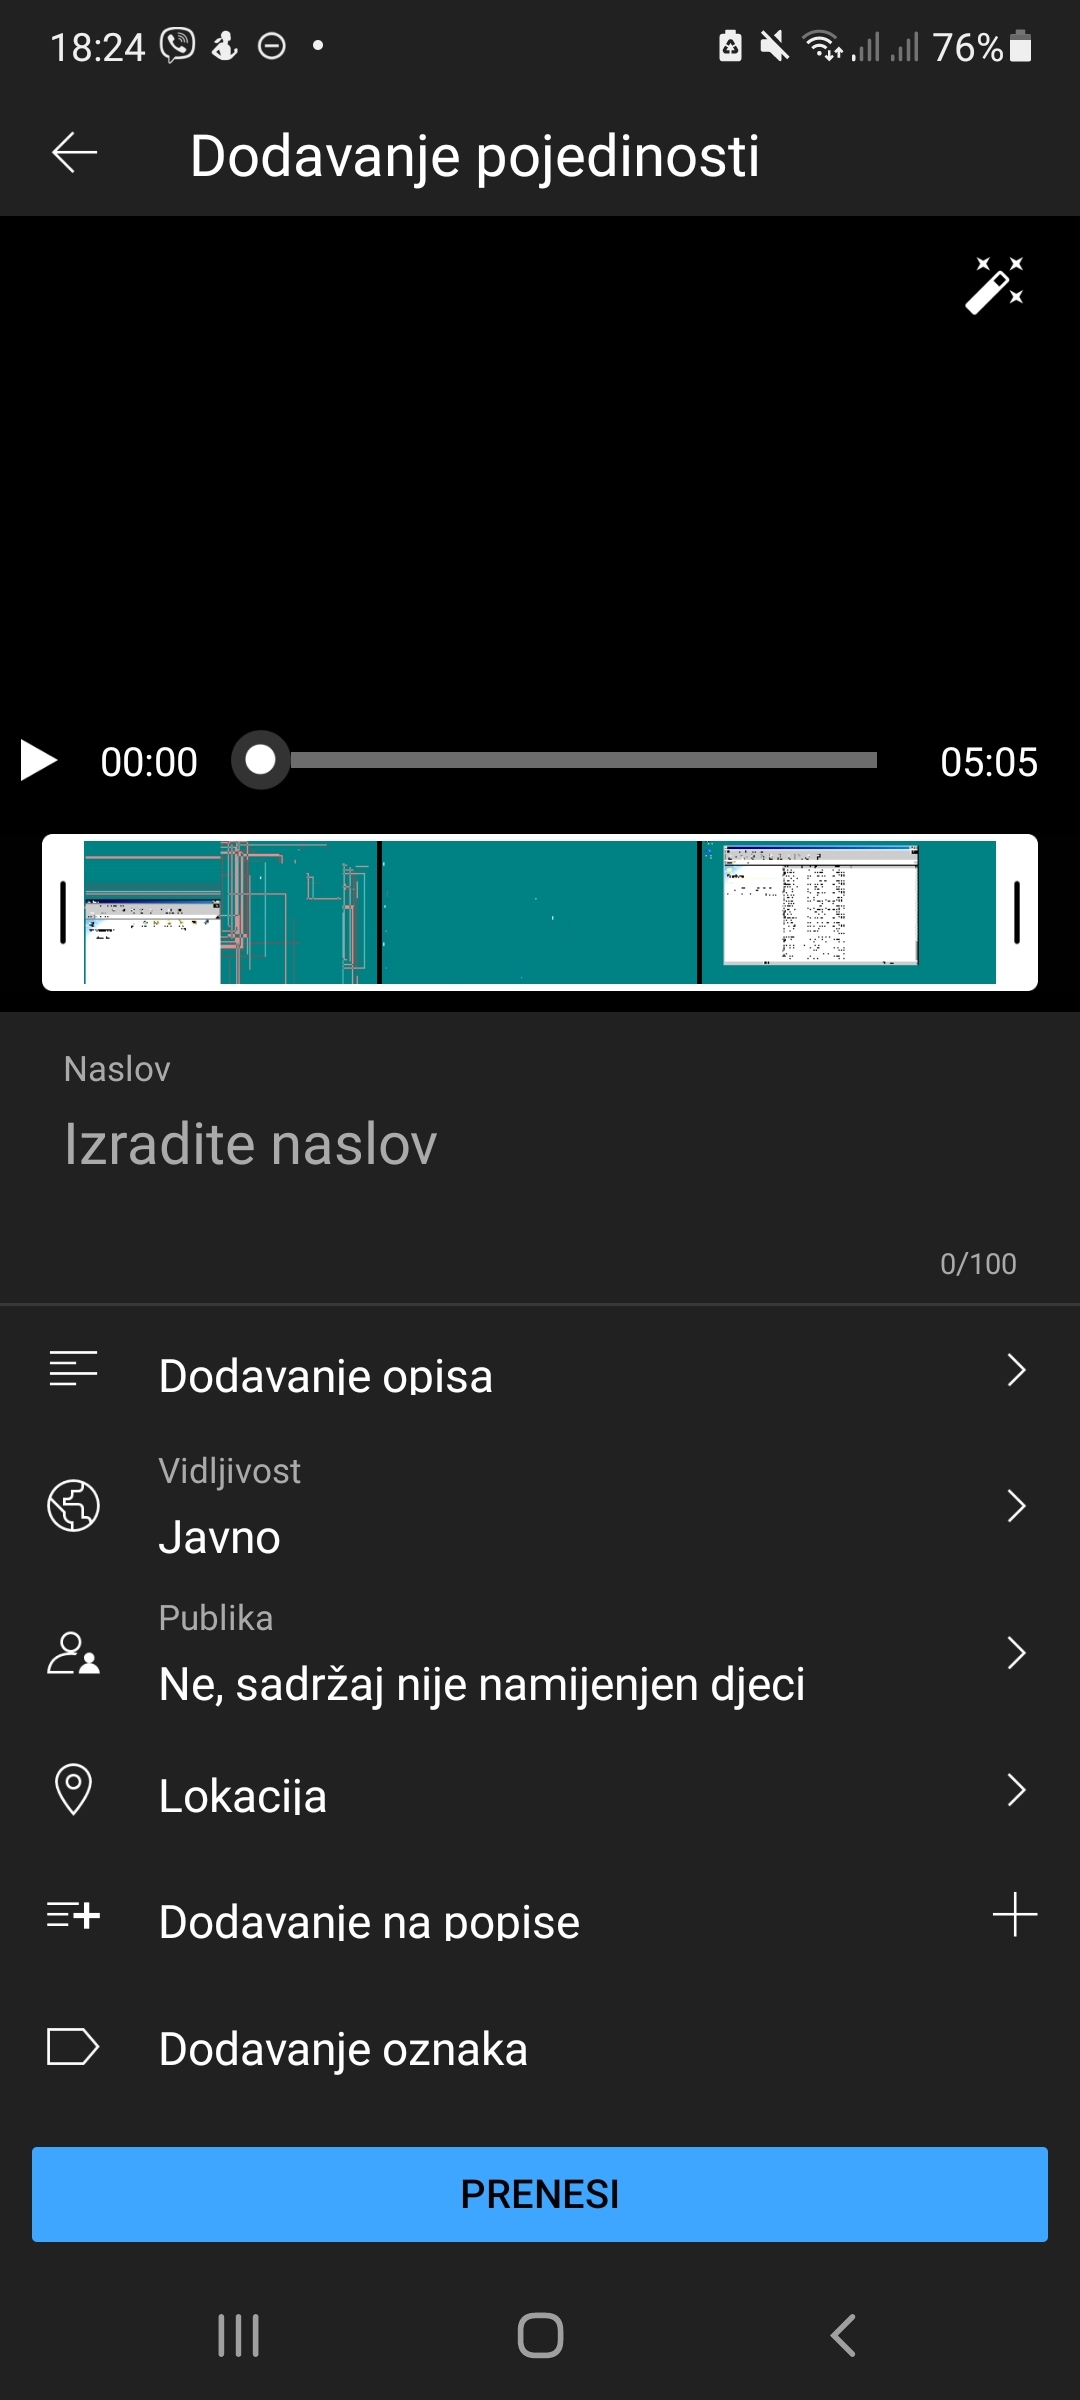 18:24
76%
Dodavanje pojedinosti
00:00
05:05
Naslov
Izradite naslov
0/100
Dodavanje opisa
Vidljivost
Javno
Publika
Ne, sadržaj nije namijenjen djeci
Lokacija
Dodavanje na popise
Dodavanje oznaka
PRENESI